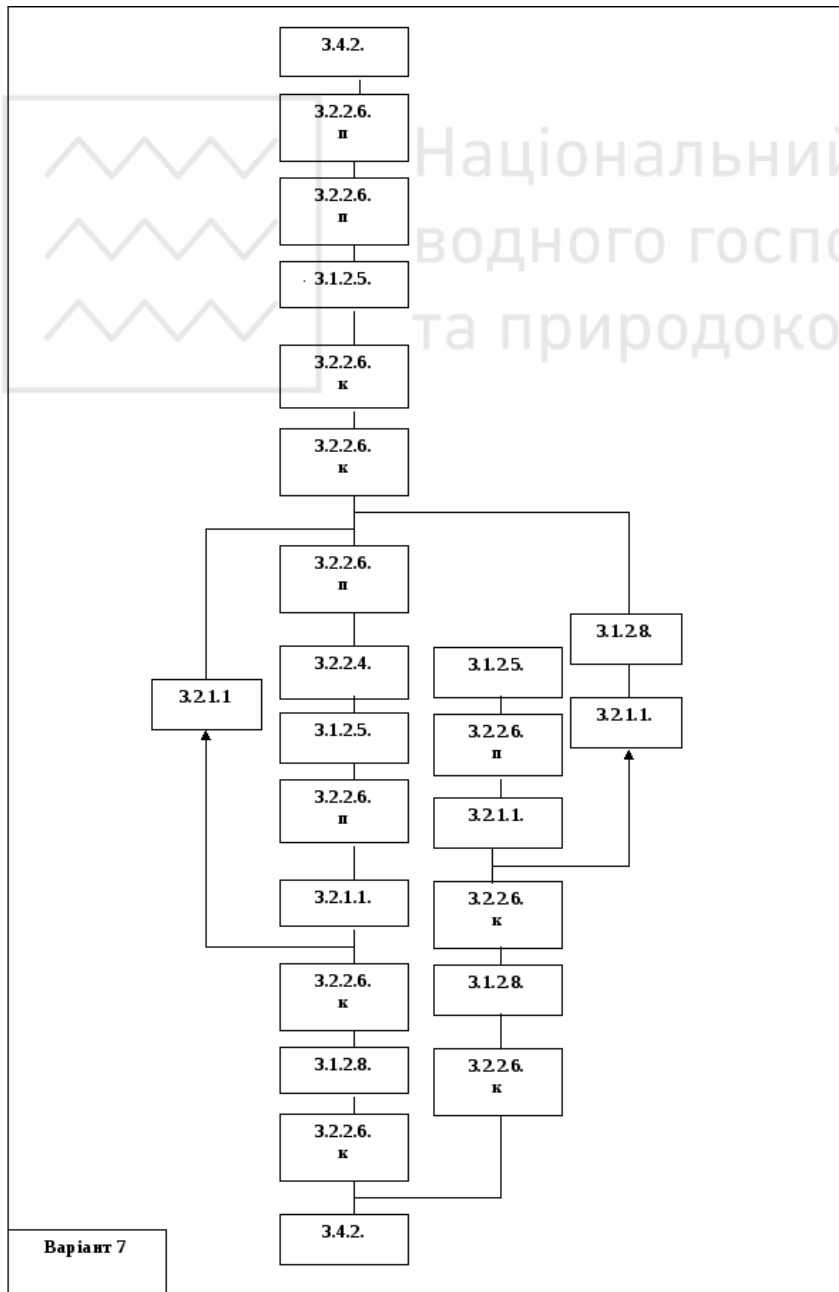 3.4.2.
3.2.2.6.
п
Національний
3.2.2.6.
п
водного госпо
3.1.2.5.
та природоко
3.2.2.6.
к
3.2.2.6.
к
3.2.2.6.
п
3.1.2.8.
3.2.2.4.
3.1.2.5.
3.2.1.1
3.2.1.1.
3.1.2.5.
3.2.2.6.
п
3.2.2.6.
п
3.2.1.1.
3.2.1.1.
3.2.2.6.
к
3.2.2.6.
к
3.1.2.8.
3.1.2.8.
3.2.2.6.
к
3.2.2.6.
к
3.4.2.
Варіант 7